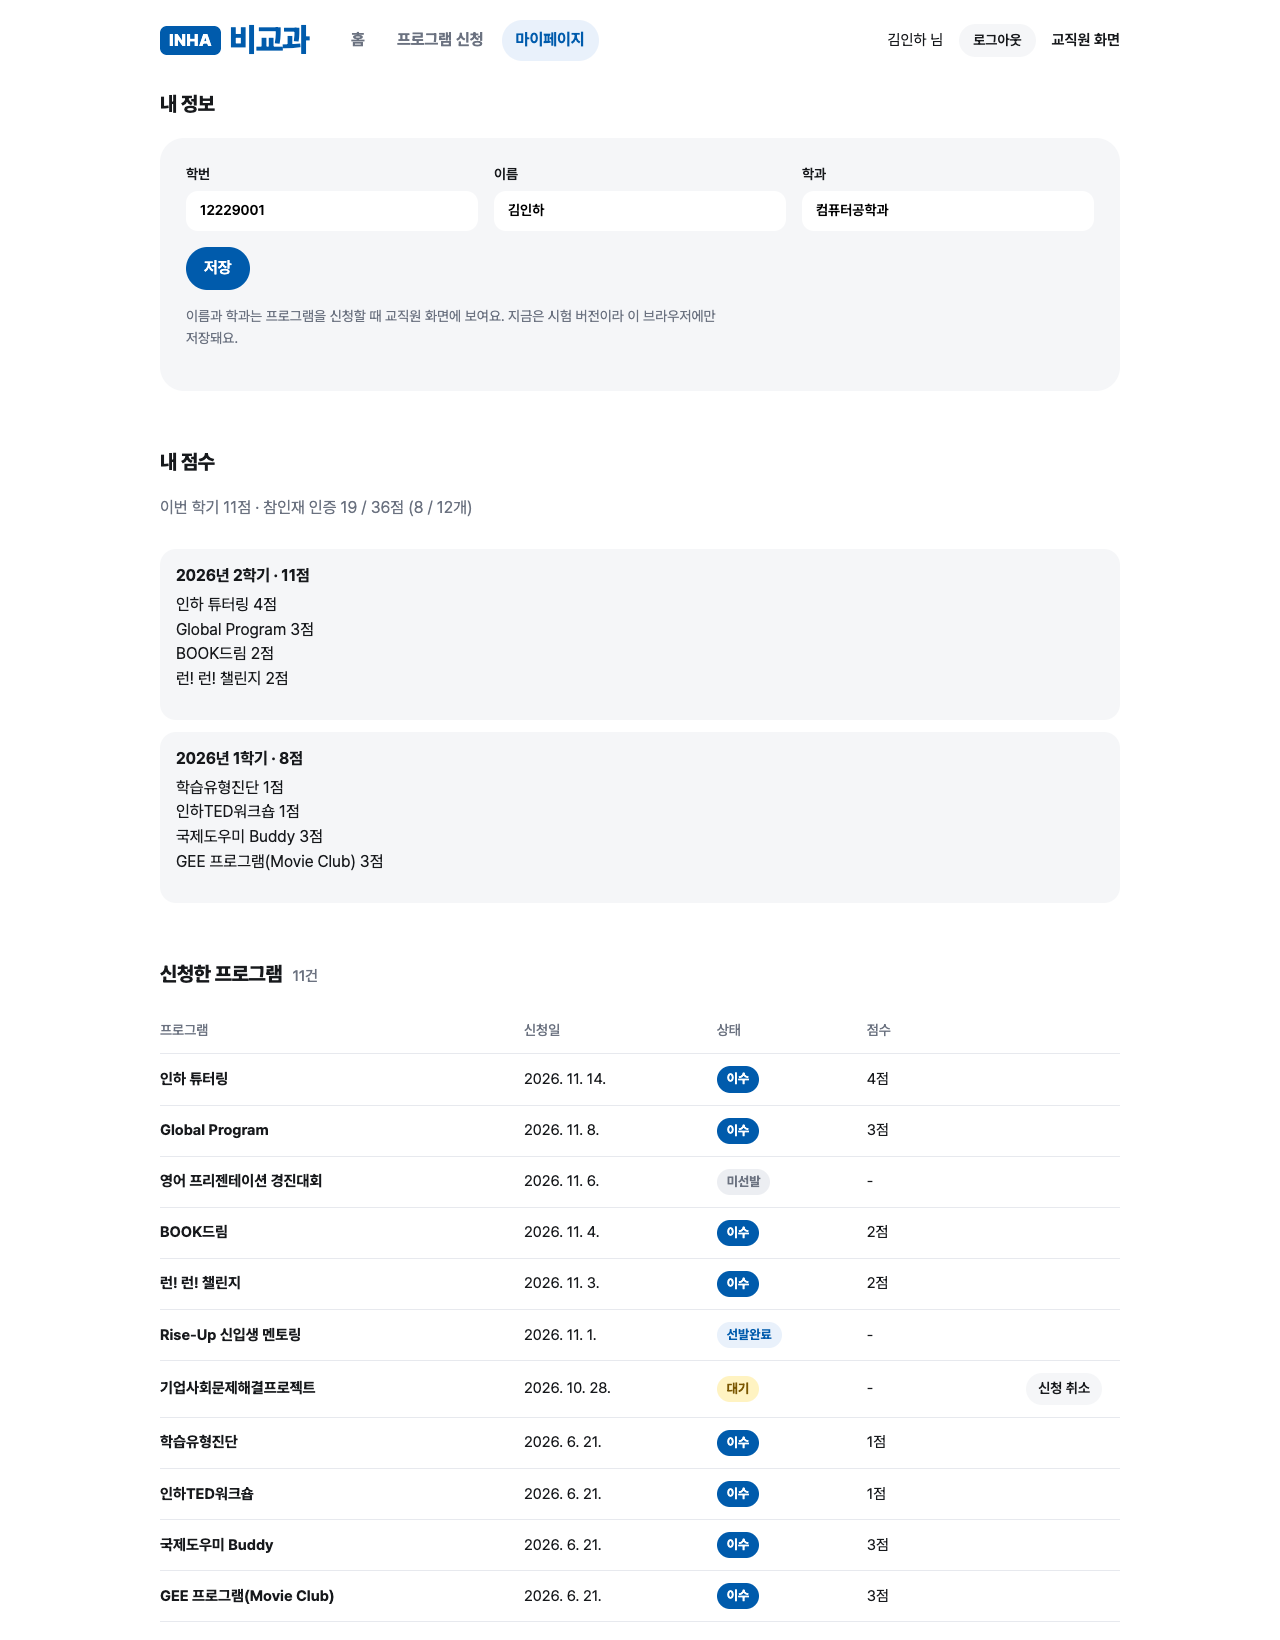 INHA 비교과 홈 프로그램 신청 마이페이지 김인하 님 로그아웃 교직원 화면
내 정보
학번 이름 학과
12229001 김인하 컴퓨터공학과
저장
이름과 학과는 프로그램을 신청할 때 교직원 화면에 보여요. 지금은 시험 버전이라 이 브라우저에만
저장돼요.
내 점수
이번 학기 11점 · 참인재 인증 19 / 36점 (8 / 12개)
2026년 2학기 · 11점
인하 튜터링 4점
Global Program 3점
BOOK드림 2점
런! 런! 챌린지 2점
2026년 1학기 · 8점
학습유형진단 1점
인하TED워크숍 1점
국제도우미 Buddy 3점
GEE 프로그램(Movie Club) 3점
신청한 프로그램 11건
프로그램 신청일 상태 점수
인하 튜터링 2026. 11. 14. 이수 4점
Global Program 2026. 11. 8. 이수 3점
영어 프리젠테이션 경진대회 2026. 11. 6. 미선발 -
BOOK드림 2026. 11. 4. 이수 2점
런! 런! 챌린지 2026. 11. 3. 이수 2점
Rise-Up 신입생 멘토링 2026. 11. 1. 선발완료 -
기업사회문제해결프로젝트 2026. 10. 28. 대기 - 신청 취소
학습유형진단 2026. 6. 21. 이수 1점
인하TED워크숍 2026. 6. 21. 이수 1점
국제도우미 Buddy 2026. 6. 21. 이수 3점
GEE 프로그램(Movie Club) 2026. 6. 21. 이수 3점